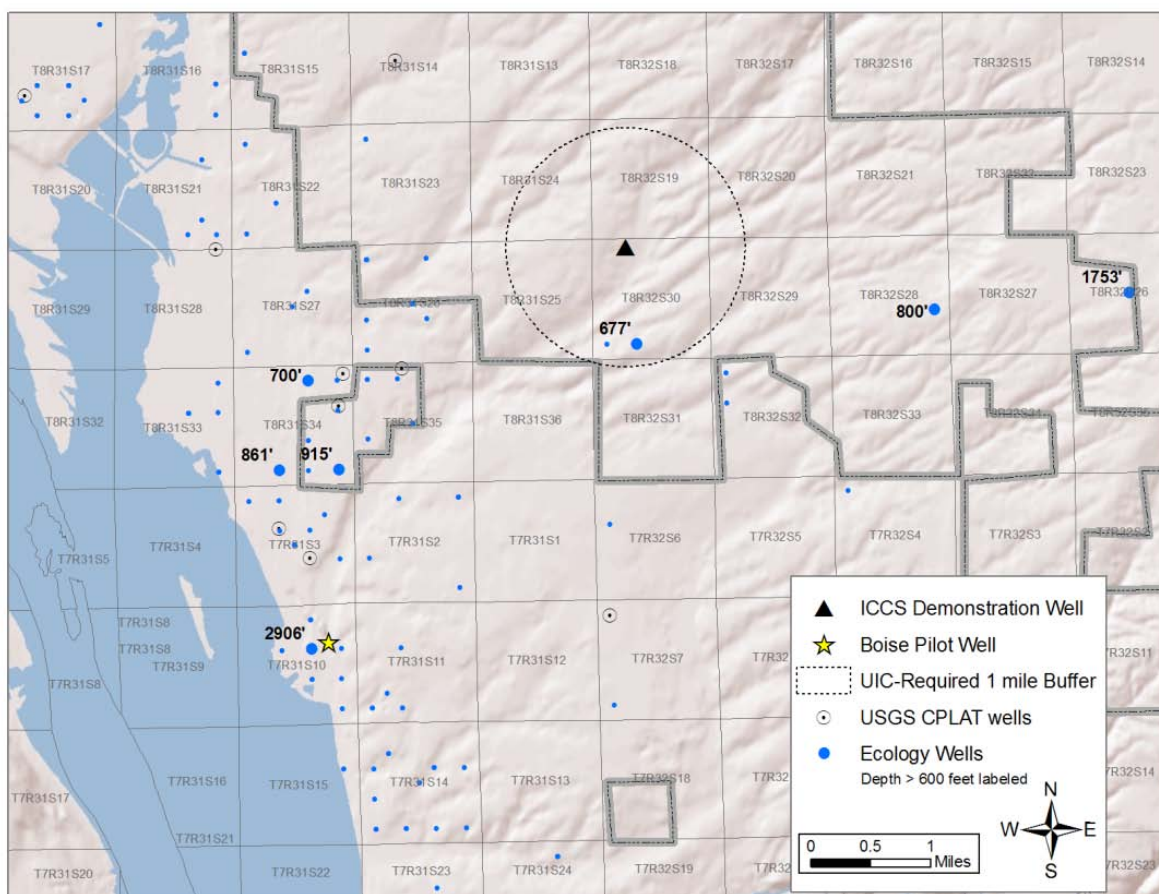 T8R31S17
T8R31S16
T8R31S15
T8R31S14
T8R31S13
T8R32S18
T8R32S17
T8R32S16
T8R32S15
T8R32S14
T8R31S20
T8R31S21
T8R31S22
T8R31S23
T8R31S24
T8R32S19
T8R32S20
T8R32S21
T8R32S22
T8R32S23
T8R31S29
T8R31S28
T8R31S27
T8R31S26
T8R31S25
T8R32S30
T8R32S29
T8R32S28
T8R32S27
T8R32S26
1753'
800'
677'
700'
T8R31S32
T8R31S33
T8R31S34
T8R31S35
T8R31S36
T8R32S31
T8R32S32
T8R32S33
861'
915'
T7R31S5
T7R31S4
T7R31S3
T7R31S2
T7R31S1
T7R32S6
T7R32S5
T7R32S4
T7R32S3
T7R32S2
T7R31S8
T7R31S8
T7R31S8
T7R31S9
2906'
T7R31S10
T7R31S11
T7R31S12
T7R32S7
T7R31S17
T7R31S16
T7R31S15
T7R31S14
T7R31S13
T7R32S18
T7R31S21
T7R31S20
T7R31S22
T7R31S23
T7R31S24
T7R32S19
ICCS Demonstration Well
Boise Pilot Well
UIC-Required 1 mile Buffer
USGS CPLAT wells
Ecology Wells
Depth > 600 feet labeled
0 0.5 1
Miles
N
W E
S